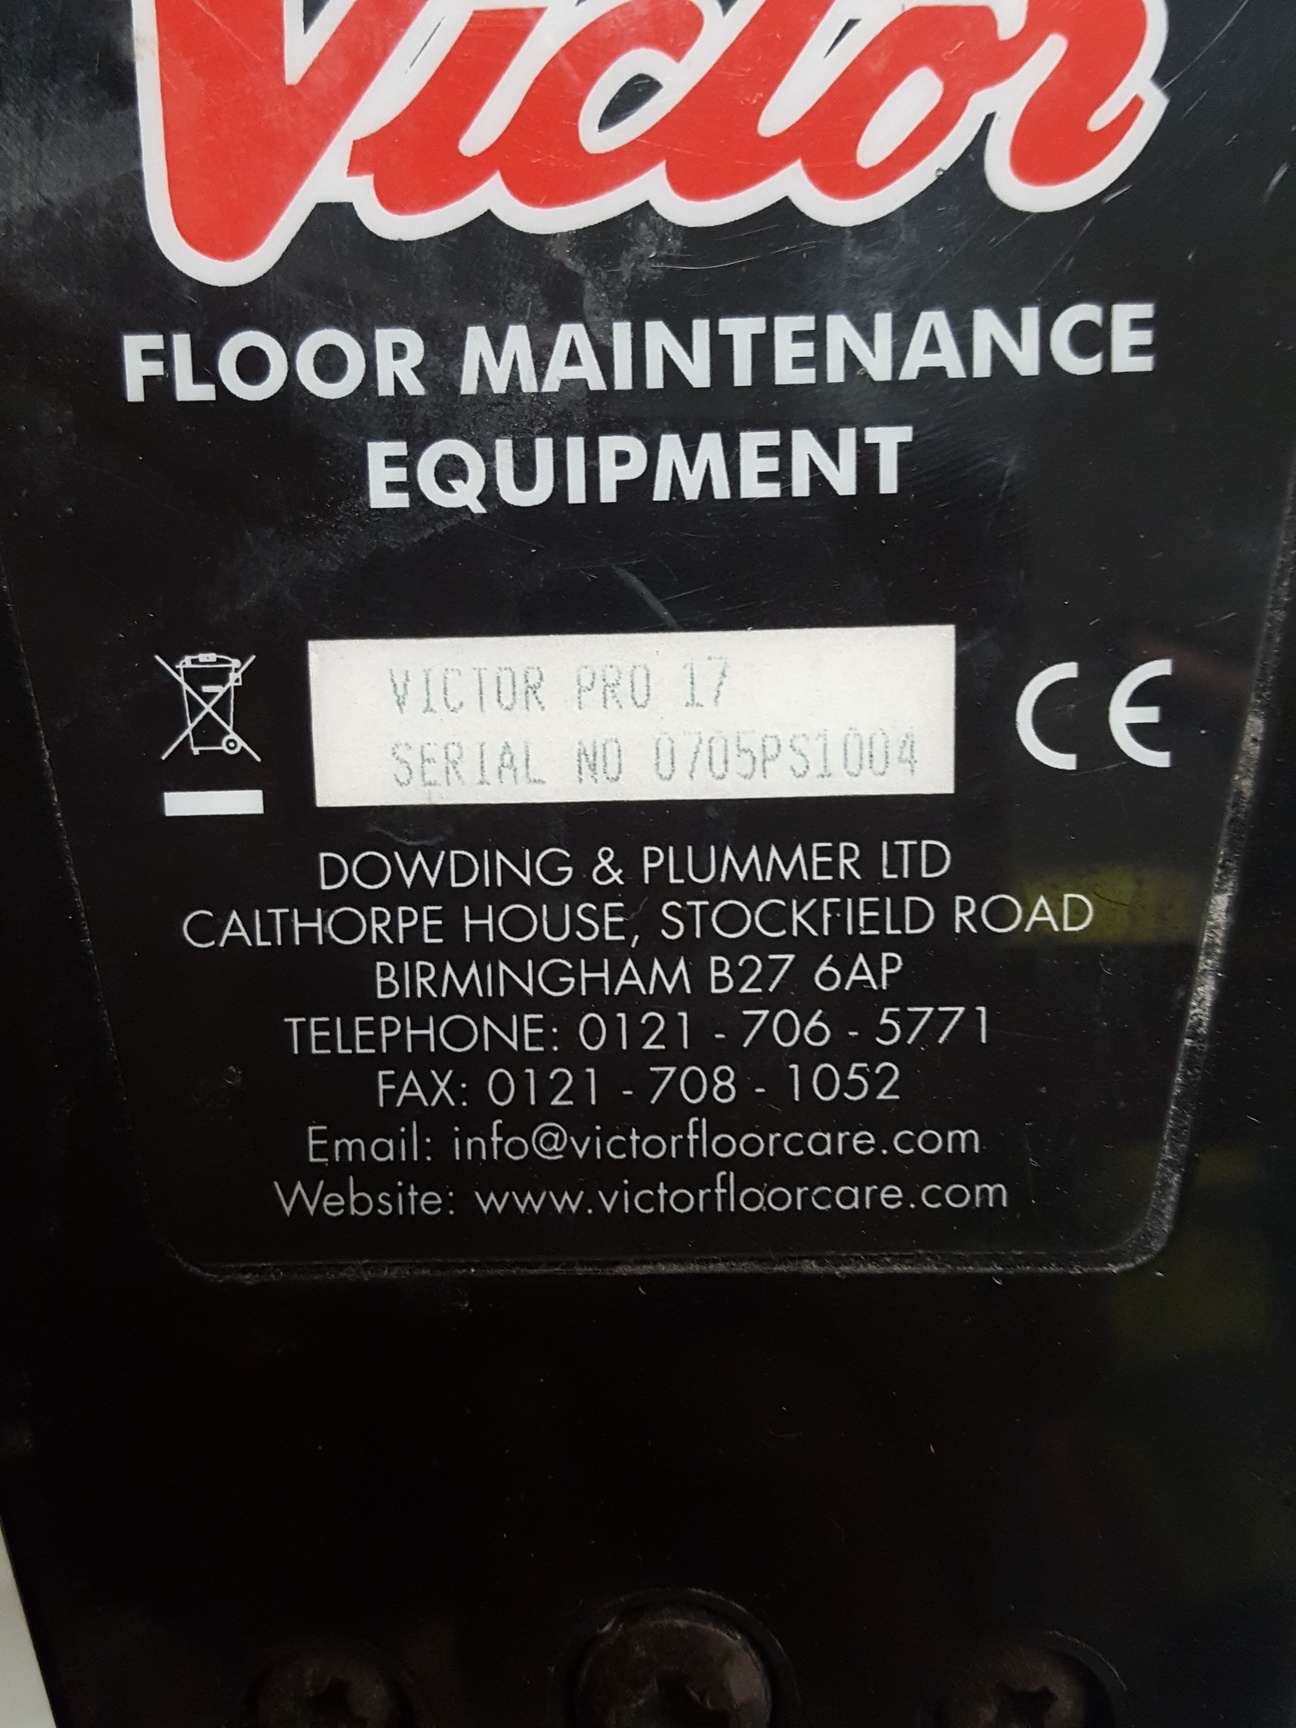 Victor
FLOOR MAINTENANCE
EQUIPMENT
VICTOR PRO 17
SERIAL NO 0705PS1004
CE
DOWDING & PLUMMER LTD
CALTHORPE HOUSE, STOCKFIELD ROAD
BIRMINGHAM B27 6AP
TELEPHONE: 0121 - 706 - 5771
FAX: 0121 - 708 - 1052
Email: info@victorfloorcare.com
Website: www.victorfloorcare.com